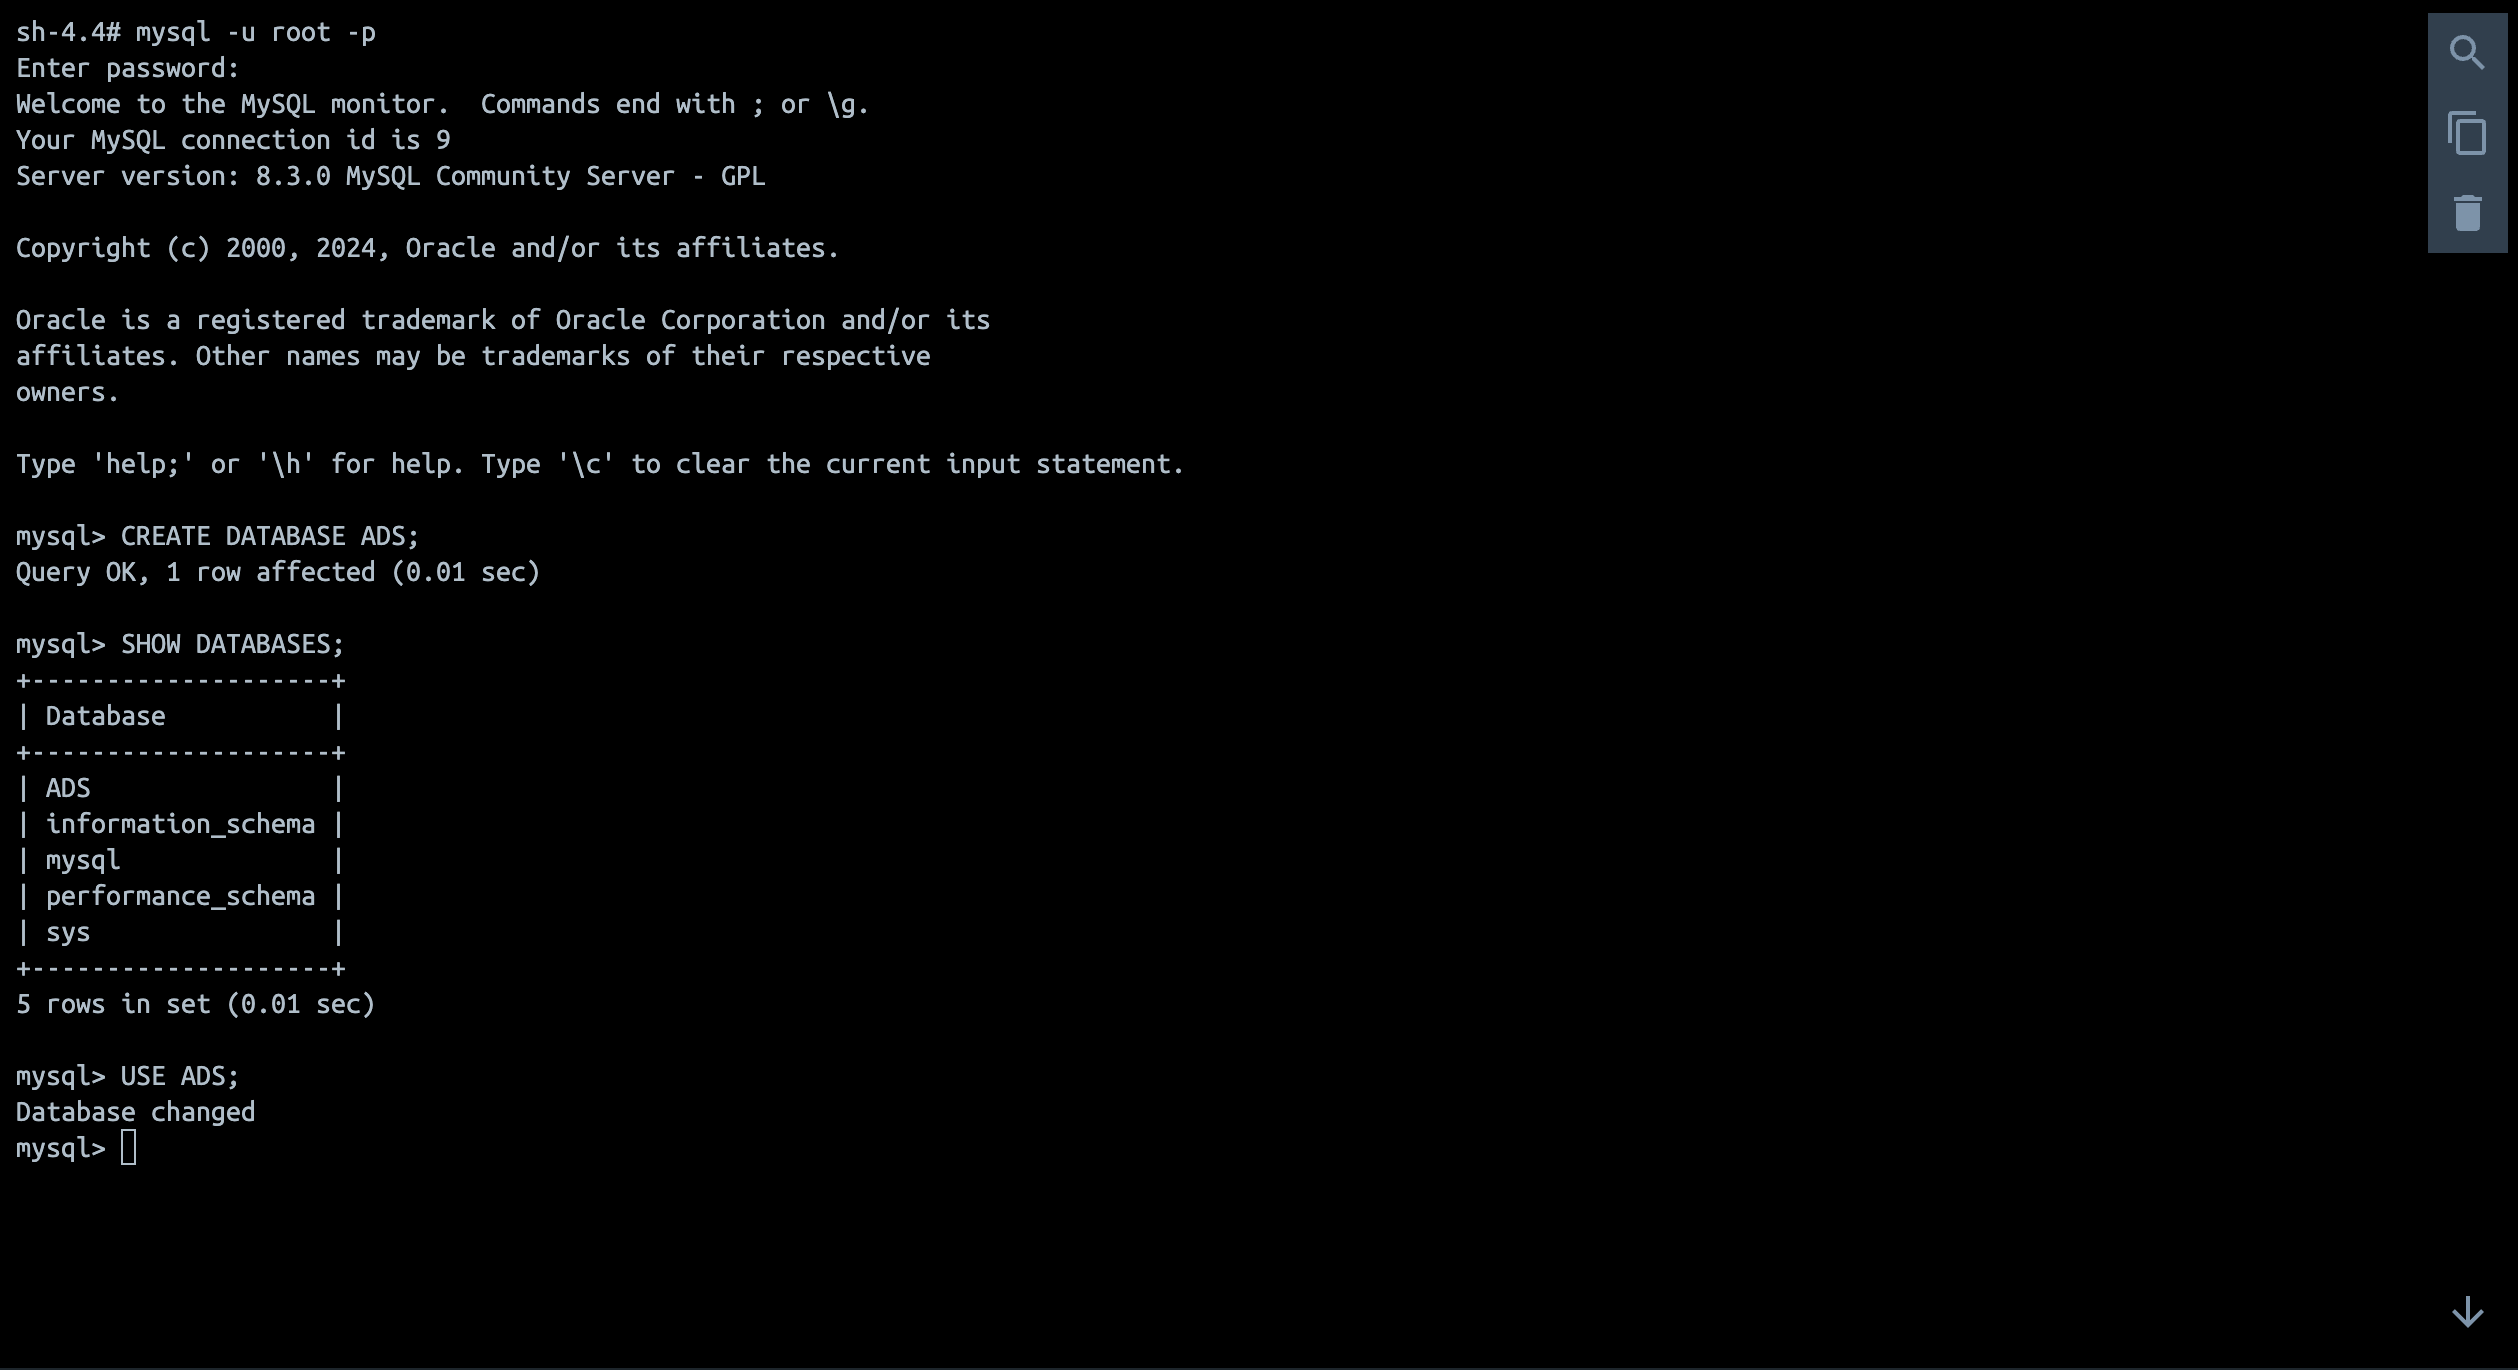 sh-4.4# mysql -u root -p
Enter password:
Welcome to the MySQL monitor.  Commands end with ; or \g.
Your MySQL connection id is 9
Server version: 8.3.0 MySQL Community Server - GPL

Copyright (c) 2000, 2024, Oracle and/or its affiliates.

Oracle is a registered trademark of Oracle Corporation and/or its
affiliates. Other names may be trademarks of their respective
owners.

Type 'help;' or '\h' for help. Type '\c' to clear the current input statement.

mysql> CREATE DATABASE ADS;
Query OK, 1 row affected (0.01 sec)

mysql> SHOW DATABASES;
+--------------------+
| Database           |
+--------------------+
| ADS                |
| information_schema |
| mysql              |
| performance_schema |
| sys                |
+--------------------+
5 rows in set (0.01 sec)

mysql> USE ADS;
Database changed
mysql>